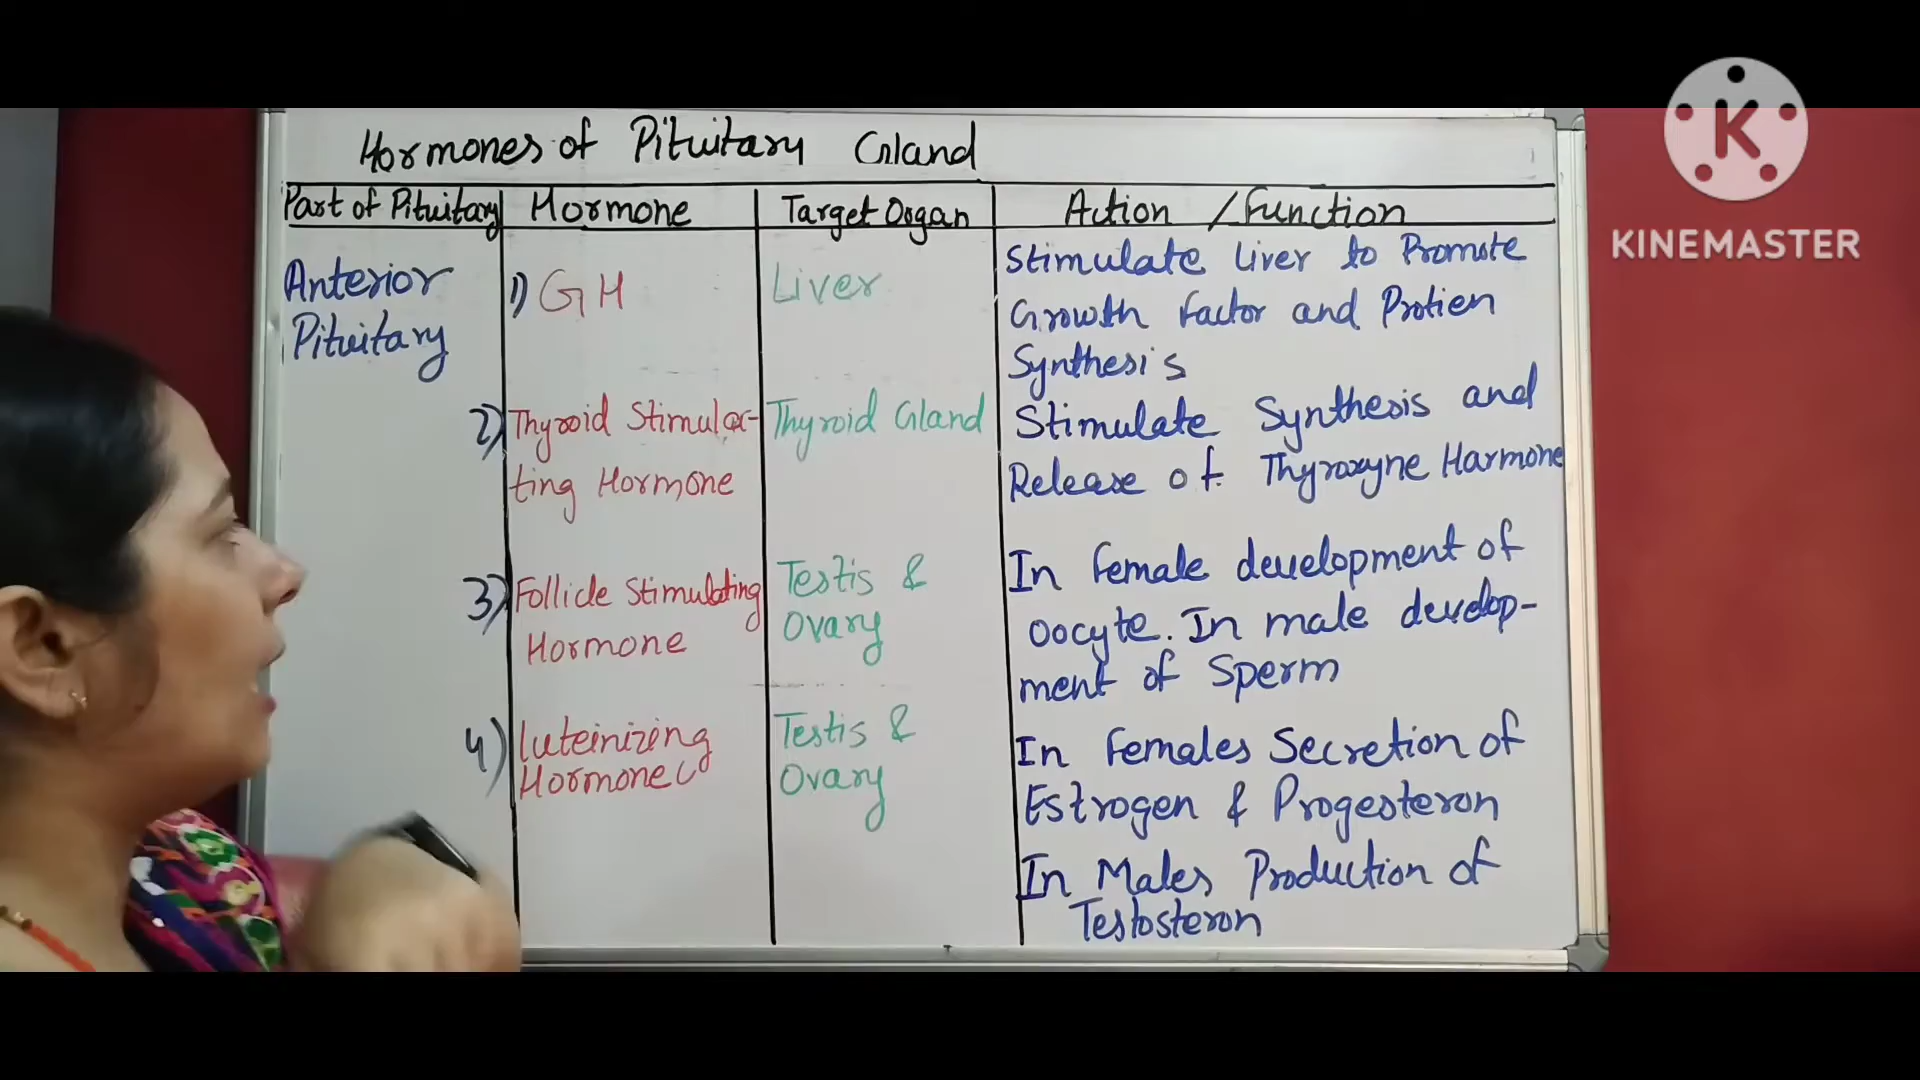 Hormones of Pituitary Gland
Part of Pituitary Hormone Target Organ Action / Function
Anterior Pituitary
1) GH
Liver
Stimulate Liver to Promote
Growth factor and Protien
Synthesis
2) Thyroid Stimula-
ting Hormone
Thyroid Gland
Stimulate Synthesis and
Release of Thyroxyne Harmone
3) Follicle Stimulating
Hormone
Testis &
Ovary
In Female development of
oocyte. In male develop-
ment of Sperm
4) Luteinizing
Hormone
Testis &
Ovary
In Females Secretion of
Estrogen & Progesteron
In Males Production of
Testosteron
K
KINEMASTER